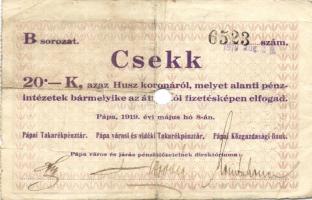 B sorozat. 6523 szám.
1919
Csekk
20·— K, azaz Husz koronáról, melyet alanti pénz-
intézetek bármelyike az fizetésképen elfogad.
Pápa, 1919. évi május hó 8-án.
Pápai Takarékpénztár. Pápa városi és vidéki Takarékpénztár. Pápai Közgazdasági-Bank.
Pápa város és járás pénzintézeteinek direktoriuma: